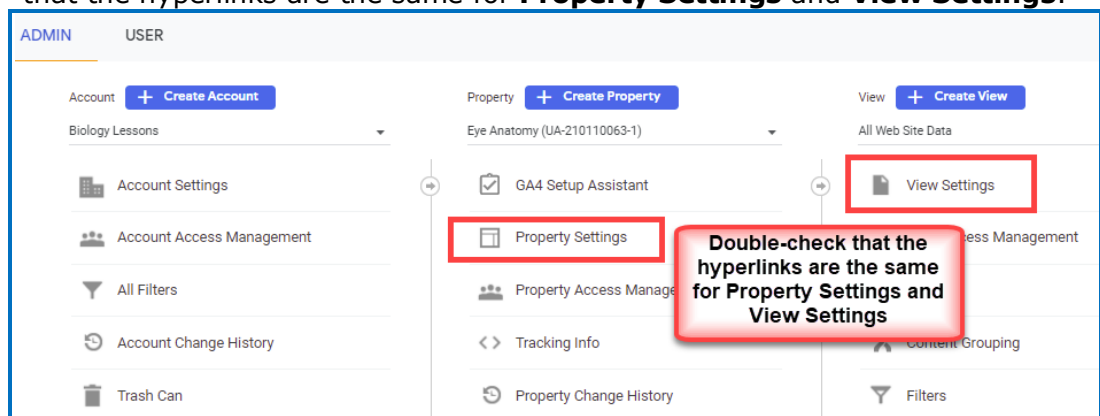 that the hyperlinks are the same for Property Settings and View Settings.
ADMIN USER
Account + Create Account
Biology Lessons
Account Settings
Account Access Management
All Filters
Account Change History
Trash Can
Property + Create Property
Eye Anatomy (UA-210110063-1)
GA4 Setup Assistant
Property Settings
Property Access Manage
Tracking Info
Property Change History
View + Create View
All Web Site Data
View Settings
ess Management
Content Grouping
Filters
Double-check that the
hyperlinks are the same
for Property Settings and
View Settings